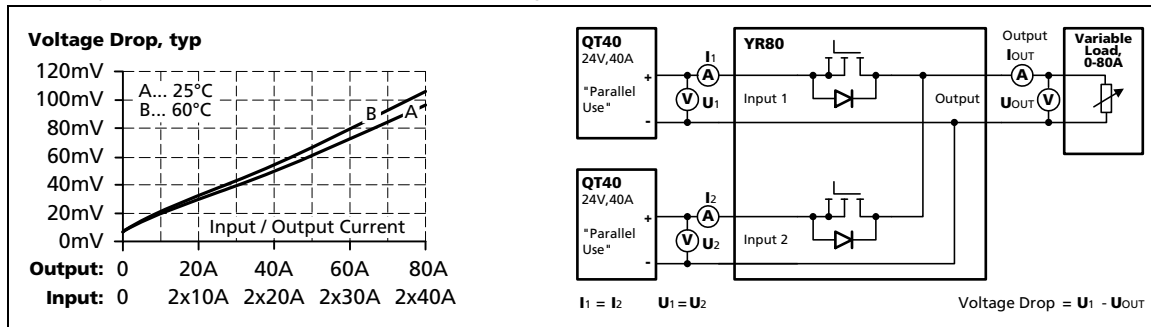 Voltage Drop, typ
120mV
100mV
80mV
60mV
40mV
20mV
0mV
A... 25°C
B... 60°C
B
A
Input / Output Current
Output: 0 20A 40A 60A 80A
Input: 0 2x10A 2x20A 2x30A 2x40A
QT40
24V,40A
"Parallel
Use"
+
-
I1
A
V U1
YR80
Input 1
Output
Output
IOUT
A
UOUT V
Variable
Load,
0-80A
QT40
24V,40A
"Parallel
Use"
+
-
I2
A
V U2
Input 2
I1 = I2 U1 = U2
Voltage Drop = U1 - UOUT